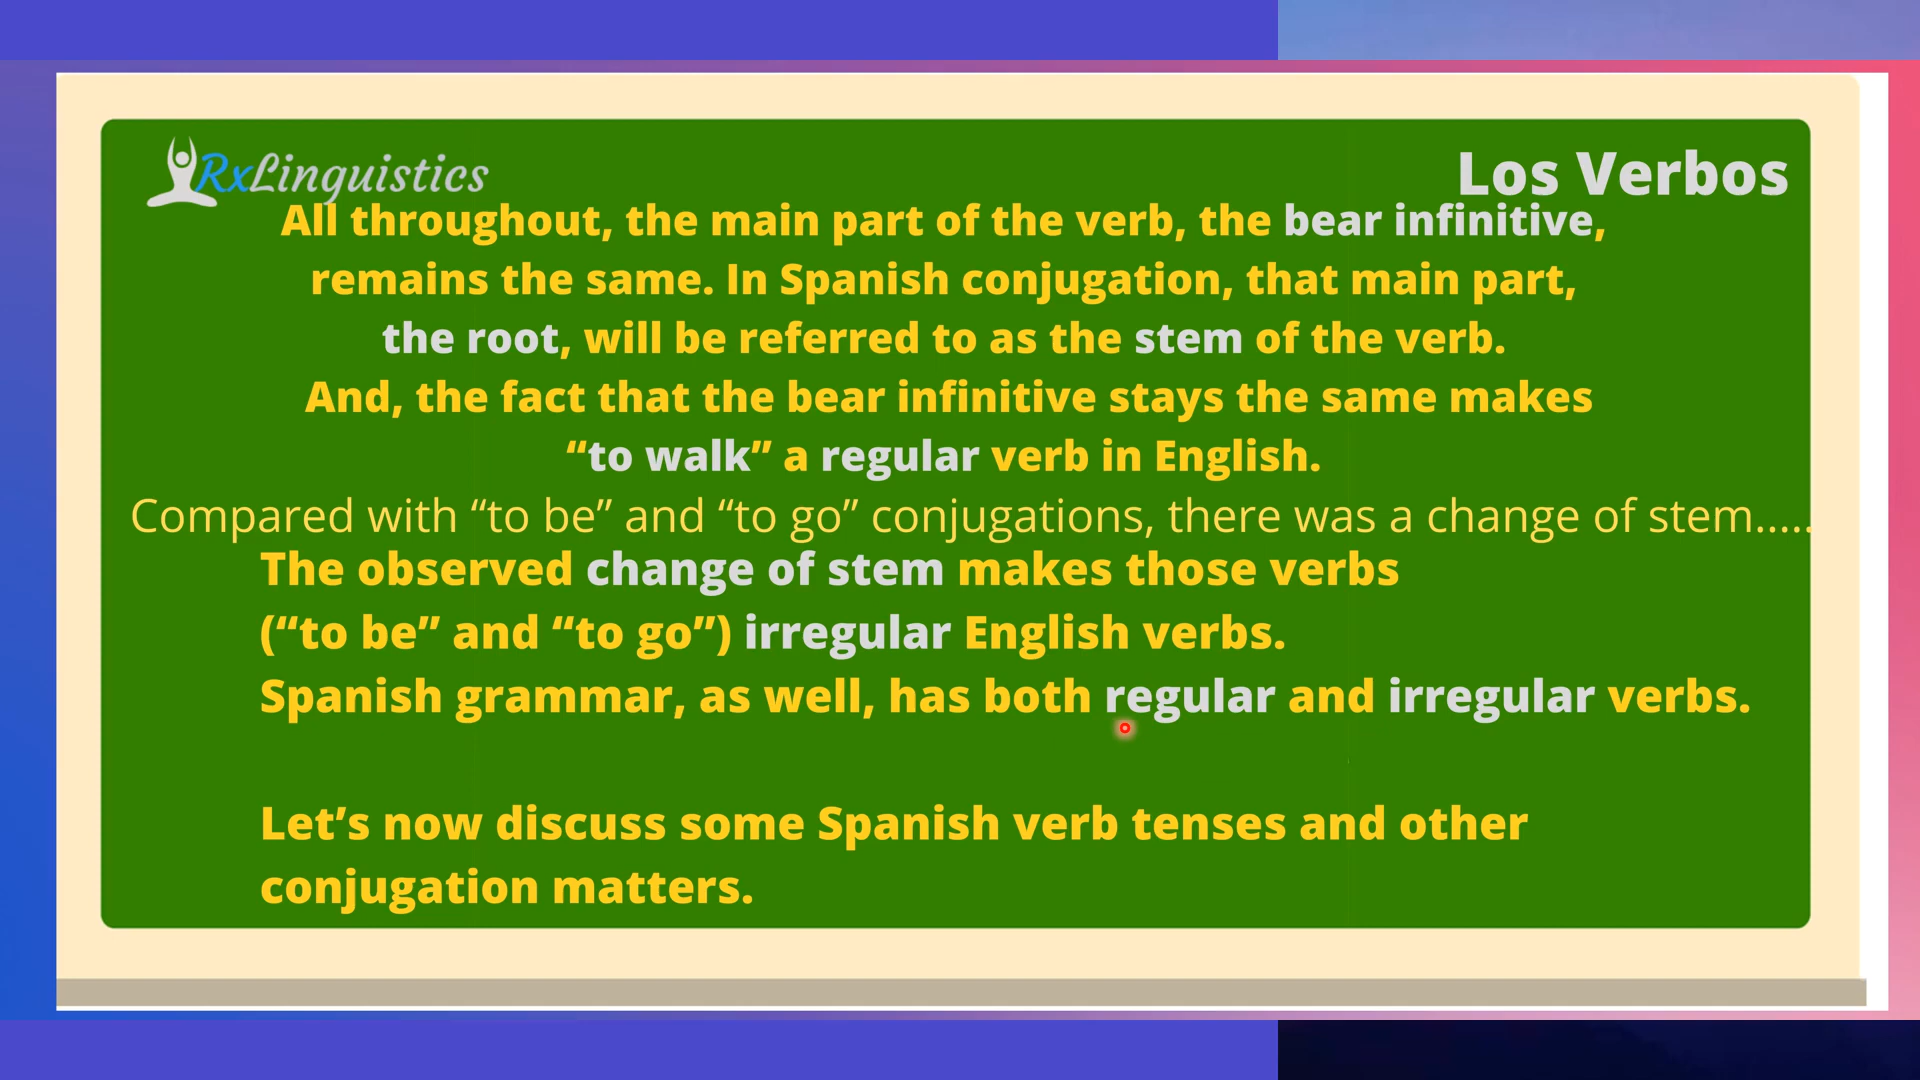 RxLinguistics
Los Verbos
All throughout, the main part of the verb, the bear infinitive,
remains the same. In Spanish conjugation, that main part,
the root, will be referred to as the stem of the verb.
And, the fact that the bear infinitive stays the same makes
“to walk” a regular verb in English.
Compared with “to be” and “to go” conjugations, there was a change of stem.....
The observed change of stem makes those verbs
(“to be” and “to go”) irregular English verbs.
Spanish grammar, as well, has both regular and irregular verbs.
Let’s now discuss some Spanish verb tenses and other
conjugation matters.